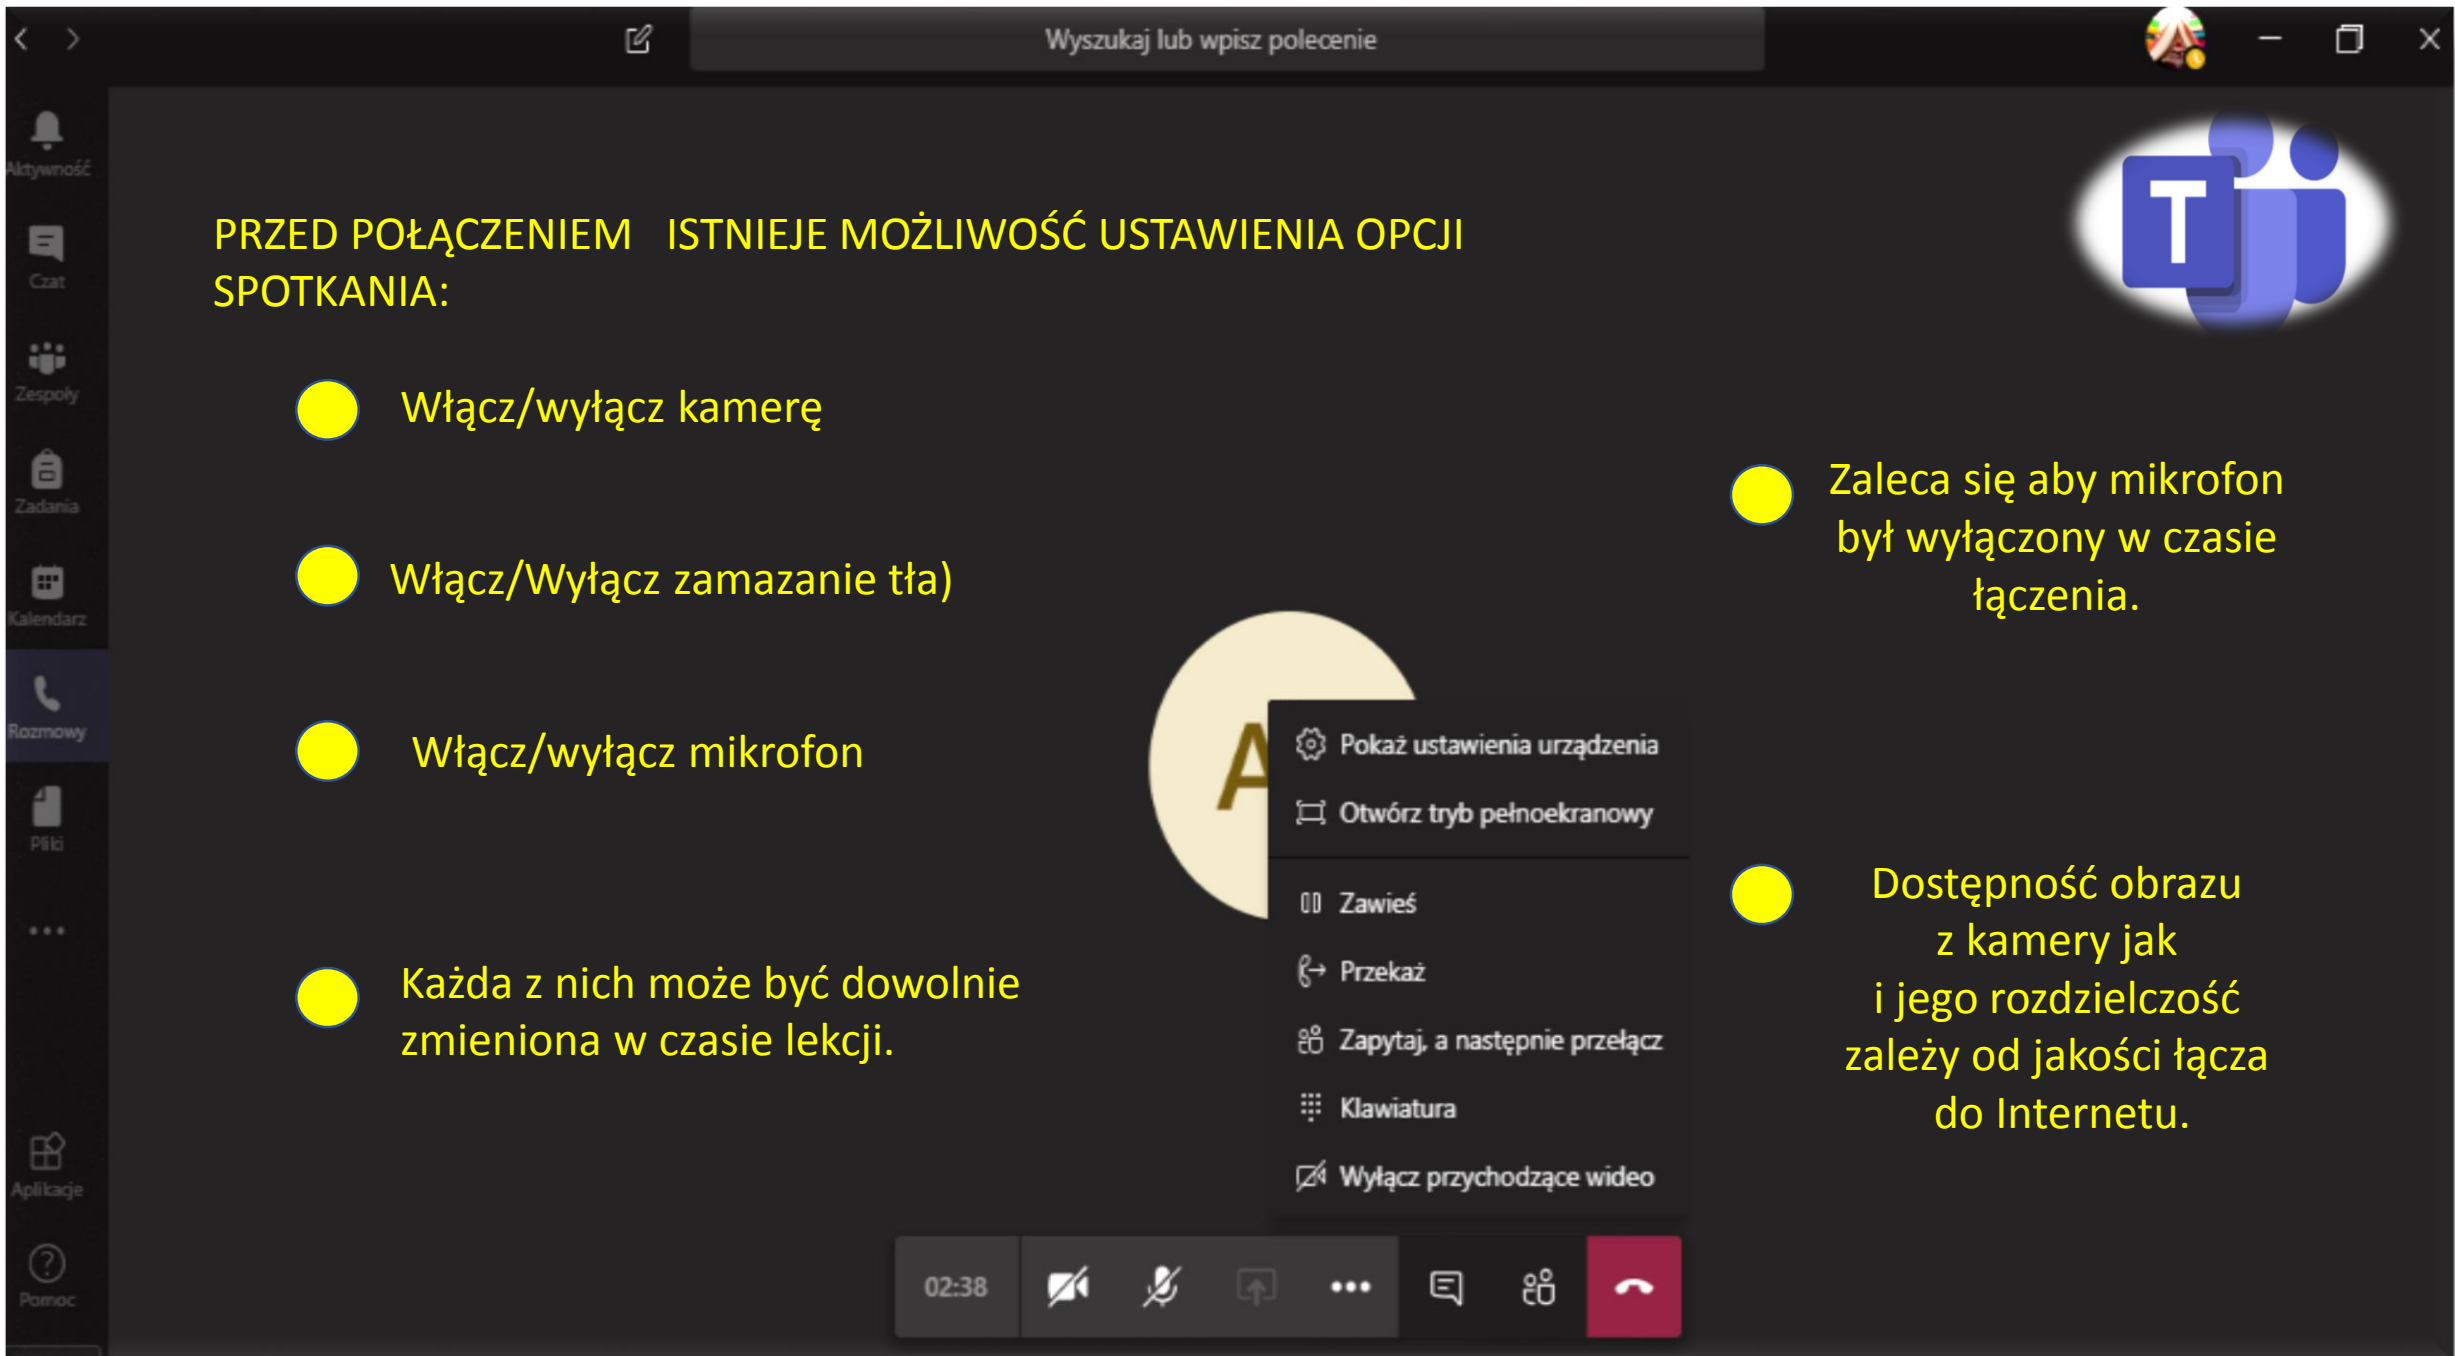 Wyszukaj lub wpisz polecenie
Aktywność
Czat
Zespoły
Zadania
Kalendarz
Rozmowy
Pliki
Aplikacje
Pomoc
T
PRZED POŁĄCZENIEM ISTNIEJE MOŻLIWOŚĆ USTAWIENIA OPCJI
SPOTKANIA:
Włącz/wyłącz kamerę
Włącz/Wyłącz zamazanie tła)
Włącz/wyłącz mikrofon
Każda z nich może być dowolnie
zmieniona w czasie lekcji.
Zaleca się aby mikrofon
był wyłączony w czasie
łączenia.
Dostępność obrazu
z kamery jak
i jego rozdzielczość
zależy od jakości łącza
do Internetu.
A
Pokaż ustawienia urządzenia
Otwórz tryb pełnoekranowy
Zawieś
Przekaż
Zapytaj, a następnie przełącz
Klawiatura
Wyłącz przychodzące wideo
02:38